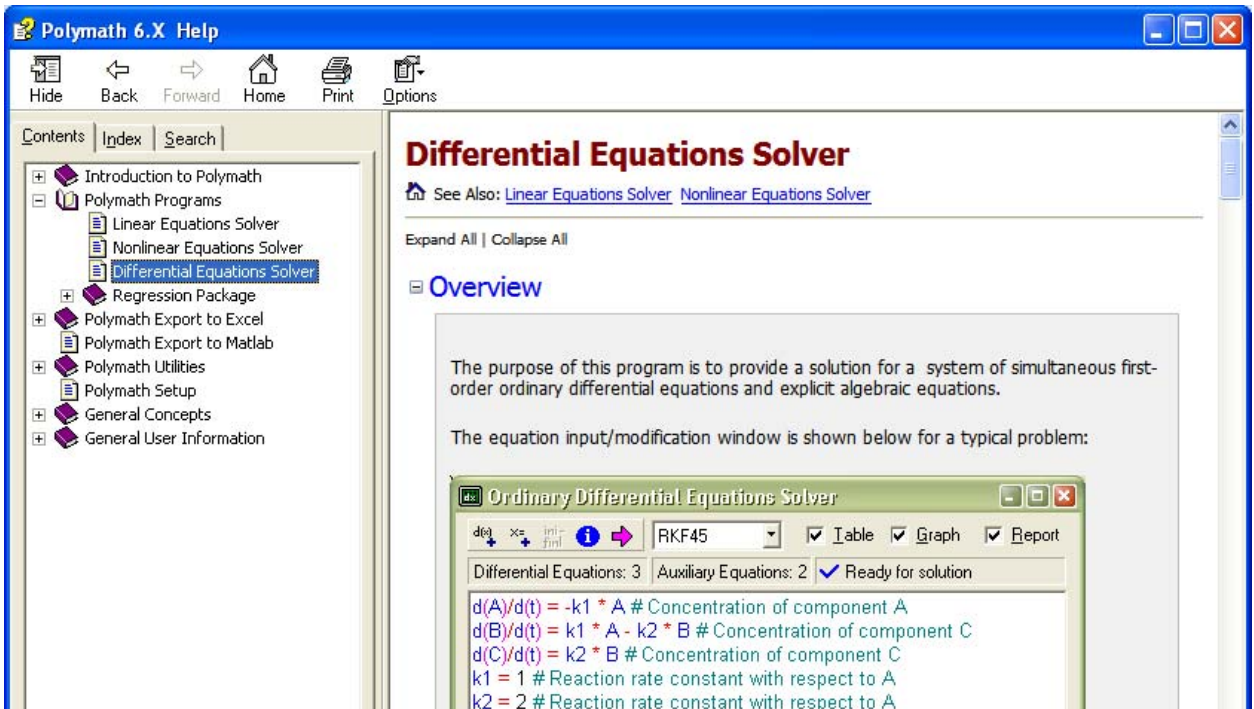 Polymath 6.X Help
Hide Back Forward Home Print Options
Contents Index Search
Introduction to Polymath
Polymath Programs
Linear Equations Solver
Nonlinear Equations Solver
Differential Equations Solver
Regression Package
Polymath Export to Excel
Polymath Export to Matlab
Polymath Utilities
Polymath Setup
General Concepts
General User Information
Differential Equations Solver
See Also: Linear Equations Solver Nonlinear Equations Solver
Expand All | Collapse All
Overview
The purpose of this program is to provide a solution for a system of simultaneous first-
order ordinary differential equations and explicit algebraic equations.
The equation input/modification window is shown below for a typical problem:
Ordinary Differential Equations Solver
d(x) x= ini- finl RKF45 Table Graph Report
Differential Equations: 3 Auxiliary Equations: 2 Ready for solution
d(A)/d(t) = -k1 * A # Concentration of component A
d(B)/d(t) = k1 * A - k2 * B # Concentration of component C
d(C)/d(t) = k2 * B # Concentration of component C
k1 = 1 # Reaction rate constant with respect to A
k2 = 2 # Reaction rate constant with respect to A